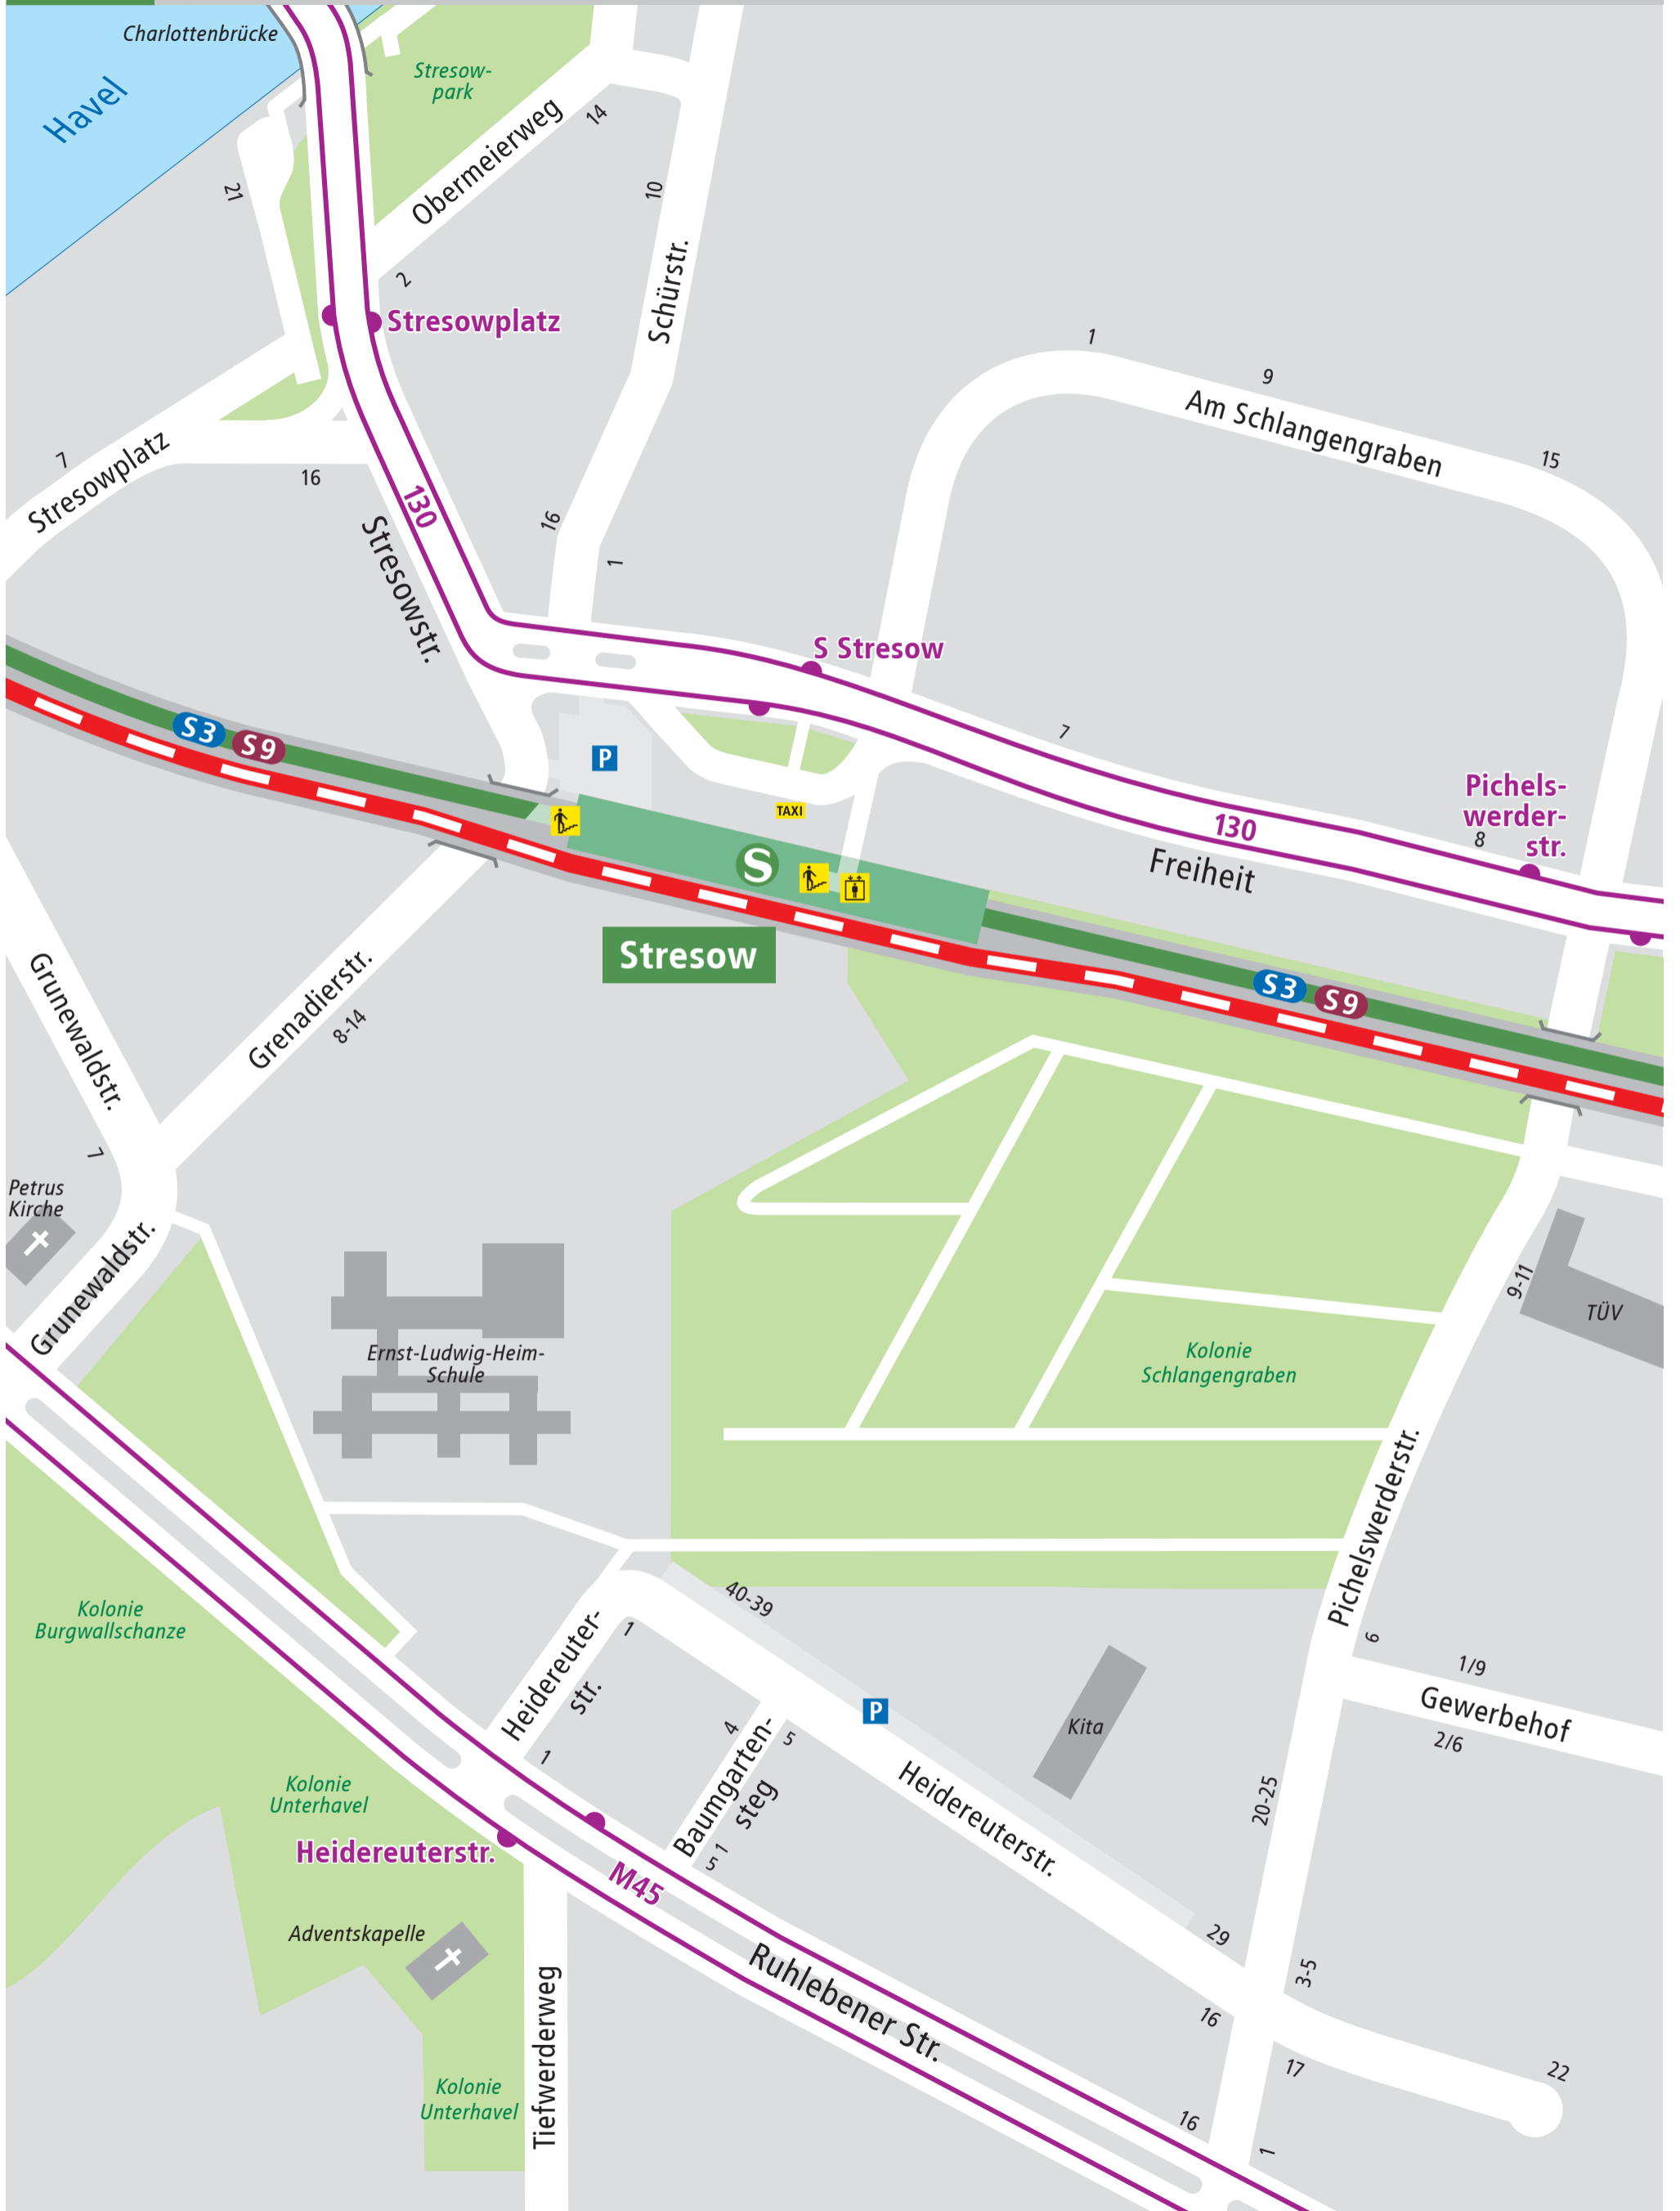 Charlottenbrücke
Havel
Stresow-
park
Obermeierweg
14
21
10
2
Schürstr.
Stresowplatz
1
9
Am Schlangengraben
15
7
Stresowplatz
16
130
16
1
Stresowstr.
S Stresow
S3
S9
P
7
TAXI
Pichels-
werder-
str.
8
130
Freiheit
S
Stresow
S3
S9
Grunewaldstr.
Grenadierstr.
8-14
7
Petrus
Kirche
Grunewaldstr.
9-11
TÜV
Ernst-Ludwig-Heim-
Schule
Kolonie
Schlangengraben
Pichelswerderstr.
Kolonie
Burgwallschanze
40-39
1
Heidereuter-
str.
6
1/9
Gewerbehof
2/6
P
Kita
4
5
1
Baumgarten-
steg
1
5
Heidereuterstr.
20-25
Kolonie
Unterhavel
Heidereuterstr.
M45
Adventskapelle
Ruhlebener Str.
29
3-5
16
17
22
Tiefwerderweg
Kolonie
Unterhavel
16
1